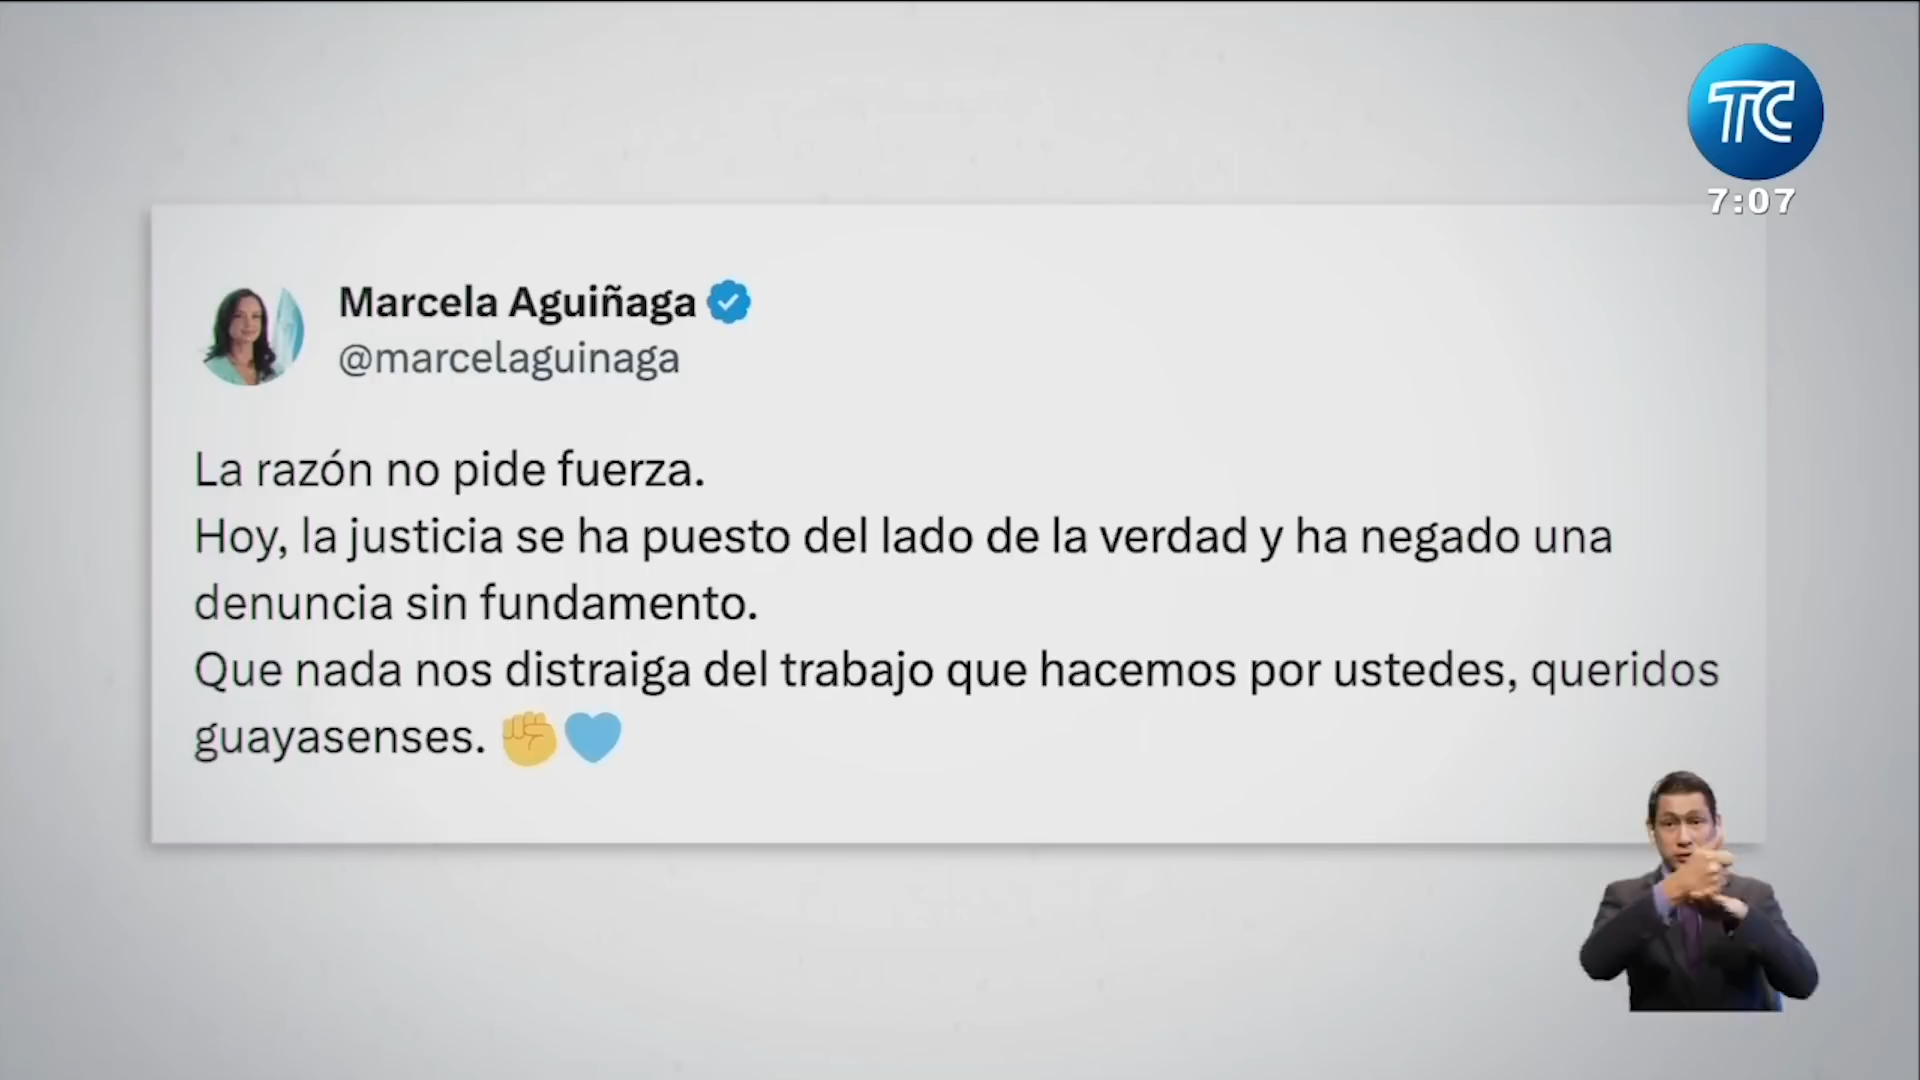 TC
7:07
Marcela Aguiñaga
@marcelaguinaga
La razón no pide fuerza.
Hoy, la justicia se ha puesto del lado de la verdad y ha negado una
denuncia sin fundamento.
Que nada nos distraiga del trabajo que hacemos por ustedes, queridos
guayasenses. ✊💙